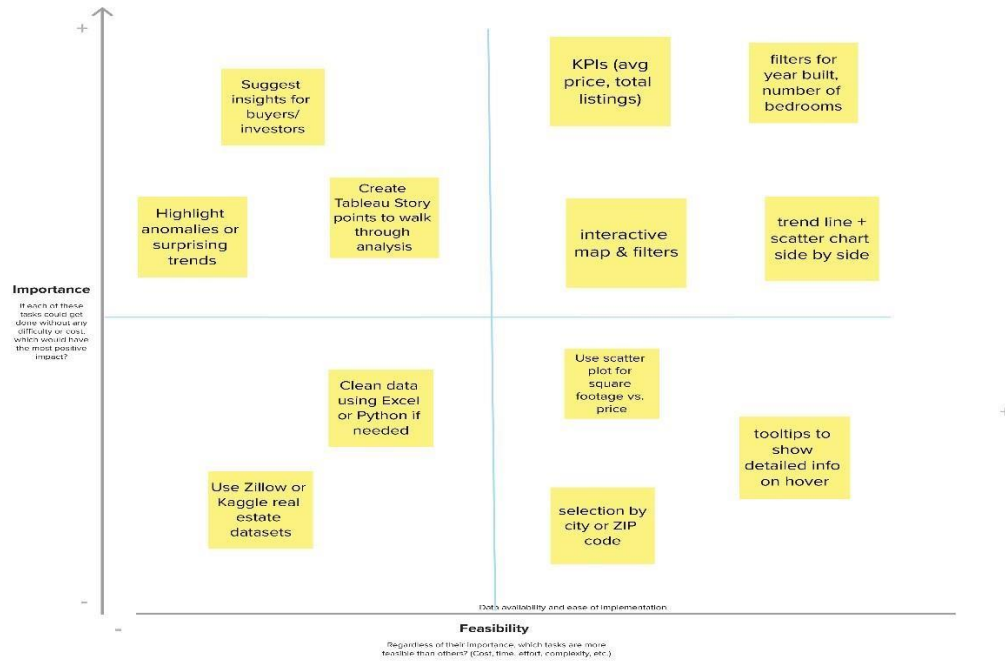 +
Suggest
insights for
buyers/
investors
KPIs (avg
price, total
listings)
filters for
year built,
number of
bedrooms
Highlight
anomalies or
surprising
trends
Create
Tableau Story
points to walk
through
analysis
interactive
map & filters
trend line +
scatter chart
side by side
Importance
If each of these
tasks could get
done without any
difficulty or cost,
which would have
the most positive
impact?
Clean data
using Excel
or Python if
needed
Use scatter
plot for
square
footage vs.
price
+
tooltips to
show
detailed info
on hover
Use Zillow or
Kaggle real
estate
datasets
selection by
city or ZIP
code
-
Data availability and ease of implementation
-
Feasibility
Regardless of their importance, which tasks are more
feasible than others? (Cost, time, effort, complexity, etc.)